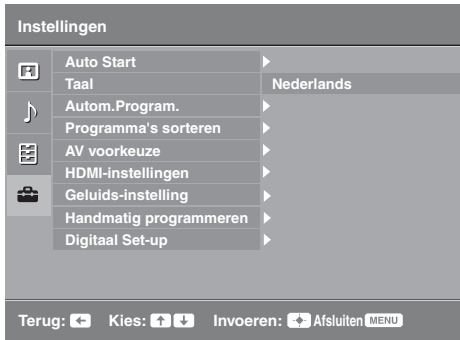 Instellingen
Auto Start
Taal Nederlands
Autom.Program.
Programma's sorteren
AV voorkeuze
HDMI-instellingen
Geluids-instelling
Handmatig programmeren
Digitaal Set-up
Terug: Kies: Invoeren: Afsluiten MENU